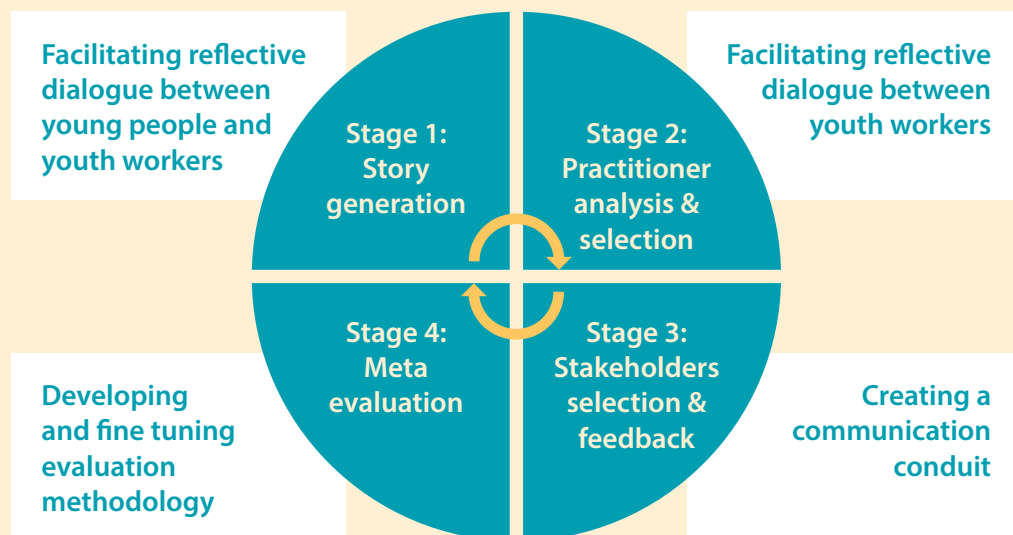 Facilitating reflective
dialogue between
young people and
youth workers
Stage 1:
Story
generation
Stage 2:
Practitioner
analysis &
selection
Facilitating reflective
dialogue between
youth workers
Developing
and fine tuning
evaluation
methodology
Stage 4:
Meta
evaluation
Stage 3:
Stakeholders
selection &
feedback
Creating a
communication
conduit